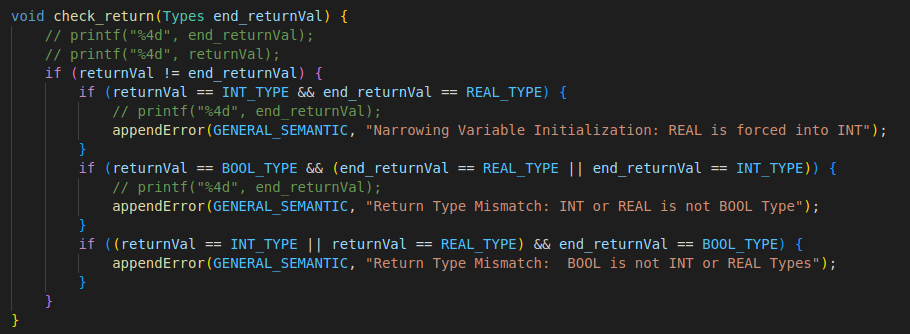 void check_return(Types end_returnVal) {
    // printf("%4d", end_returnVal);
    // printf("%4d", returnVal);
    if (returnVal != end_returnVal) {
        if (returnVal == INT_TYPE && end_returnVal == REAL_TYPE) {
            // printf("%4d", end_returnVal);
            appendError(GENERAL_SEMANTIC, "Narrowing Variable Initialization: REAL is forced into INT");
        }
        if (returnVal == BOOL_TYPE && (end_returnVal == REAL_TYPE || end_returnVal == INT_TYPE)) {
            // printf("%4d", end_returnVal);
            appendError(GENERAL_SEMANTIC, "Return Type Mismatch: INT or REAL is not BOOL Type");
        }
        if ((returnVal == INT_TYPE || returnVal == REAL_TYPE) && end_returnVal == BOOL_TYPE) {
            appendError(GENERAL_SEMANTIC, "Return Type Mismatch:  BOOL is not INT or REAL Types");
        }
    }
}